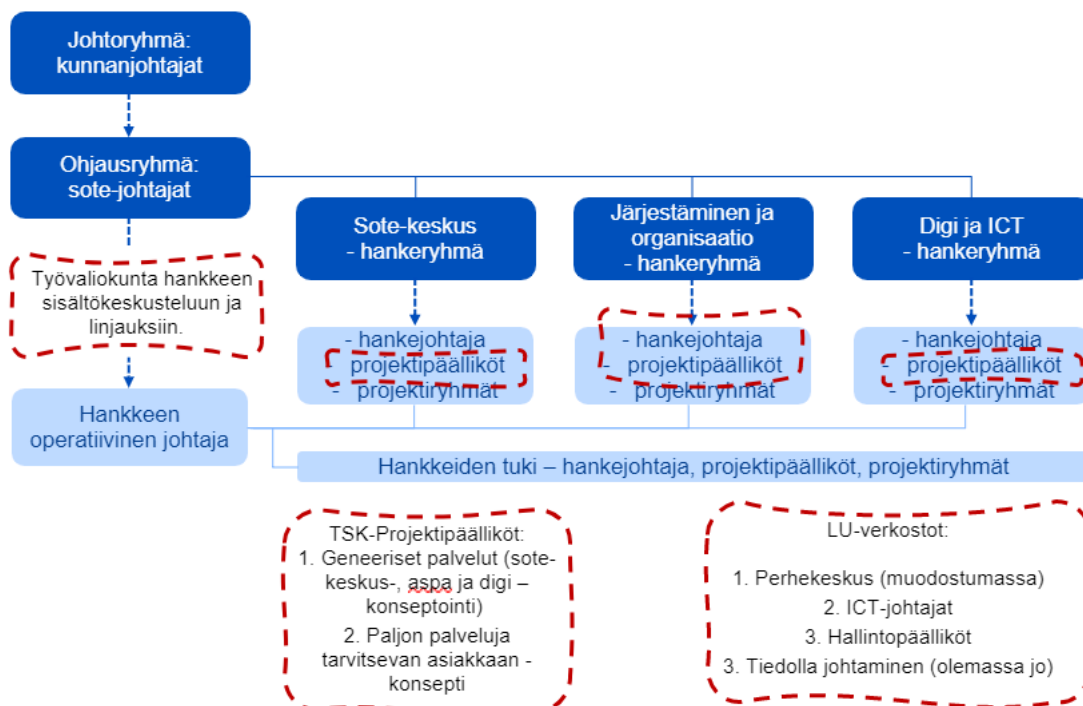 Johtoryhmä:
kunnanjohtajat
Ohjausryhmä:
sote-johtajat
Työvaliokunta hankkeen
sisältökeskusteluun ja
linjauksiin.
Hankkeen
operatiivinen johtaja
Sote-keskus
- hankeryhmä
- hankejohtaja
- projektipäälliköt
- projektiryhmät
Järjestäminen ja
organisaatio
- hankeryhmä
- hankejohtaja
- projektipäälliköt
- projektiryhmät
Digi ja ICT
- hankeryhmä
- hankejohtaja
- projektipäälliköt
- projektiryhmät
Hankkeiden tuki – hankejohtaja, projektipäälliköt, projektiryhmät
TSK-Projektipäälliköt:
1. Geneeriset palvelut (sote-
keskus-, aspa ja digi –
konseptointi)
2. Paljon palveluja
tarvitsevan asiakkaan -
konsepti
LU-verkostot:
1. Perhekeskus (muodostumassa)
2. ICT-johtajat
3. Hallintopäälliköt
3. Tiedolla johtaminen (olemassa jo)